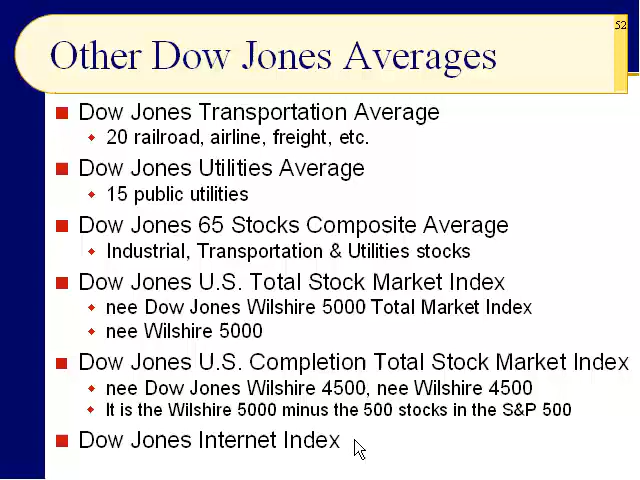 52
Other Dow Jones Averages
Dow Jones Transportation Average
20 railroad, airline, freight, etc.
Dow Jones Utilities Average
15 public utilities
Dow Jones 65 Stocks Composite Average
Industrial, Transportation & Utilities stocks
Dow Jones U.S. Total Stock Market Index
nee Dow Jones Wilshire 5000 Total Market Index
nee Wilshire 5000
Dow Jones U.S. Completion Total Stock Market Index
nee Dow Jones Wilshire 4500, nee Wilshire 4500
It is the Wilshire 5000 minus the 500 stocks in the S&P 500
Dow Jones Internet Index